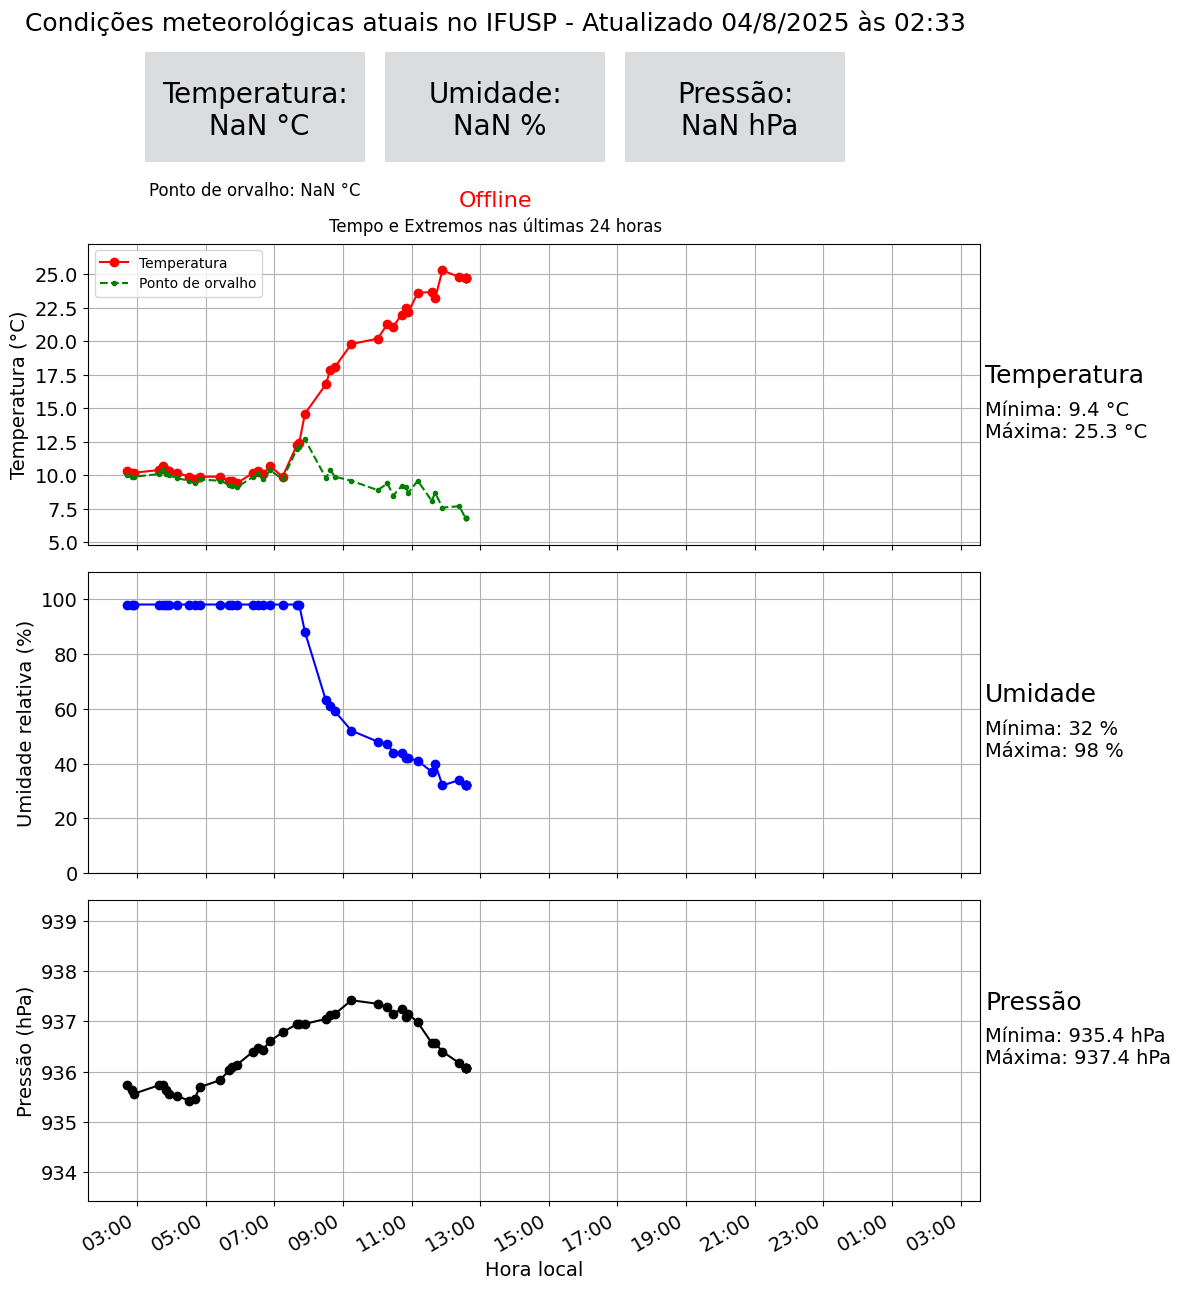 Condições meteorológicas atuais no IFUSP - Atualizado 04/8/2025 às 02:33
Temperatura:
NaN °C
Umidade:
NaN %
Pressão:
NaN hPa
Ponto de orvalho: NaN °C
Offline
Tempo e Extremos nas últimas 24 horas
Temperatura
Ponto de orvalho
Temperatura (°C)
25.0
22.5
20.0
17.5
15.0
12.5
10.0
7.5
5.0
Temperatura
Mínima: 9.4 °C
Máxima: 25.3 °C
Umidade relativa (%)
100
80
60
40
20
0
Umidade
Mínima: 32 %
Máxima: 98 %
Pressão (hPa)
939
938
937
936
935
934
Pressão
Mínima: 935.4 hPa
Máxima: 937.4 hPa
03:00
05:00
07:00
09:00
11:00
13:00
15:00
17:00
19:00
21:00
23:00
01:00
03:00
Hora local